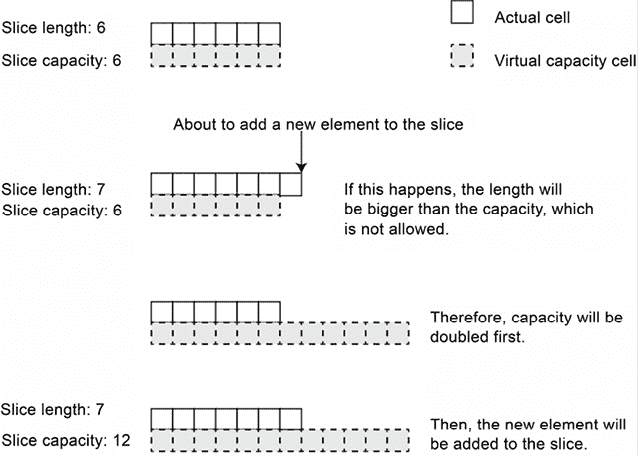 Slice length: 6
Slice capacity: 6
Actual cell
Virtual capacity cell
About to add a new element to the slice
Slice length: 7
Slice capacity: 6
If this happens, the length will
be bigger than the capacity, which
is not allowed.
Therefore, capacity will be
doubled first.
Slice length: 7
Slice capacity: 12
Then, the new element will
be added to the slice.